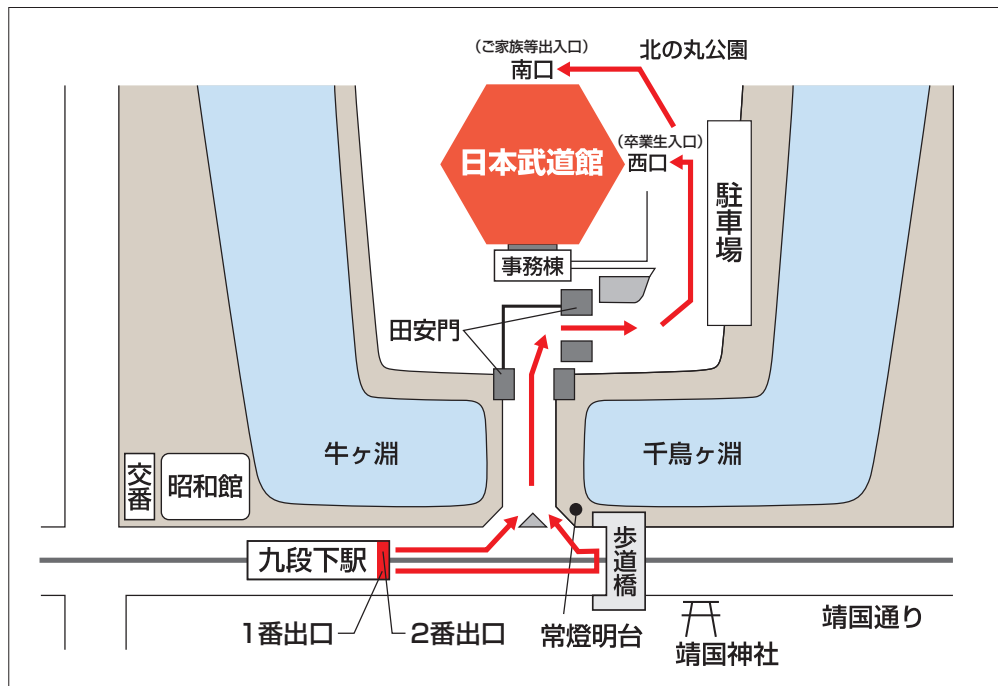 （ご家族等出入口）
南口
北の丸公園
日本武道館
（卒業生入口）
西口
駐車場
事務棟
田安門
牛ヶ淵
千鳥ヶ淵
交番
昭和館
九段下駅
歩道橋
1番出口
2番出口
常燈明台
靖国神社
靖国通り